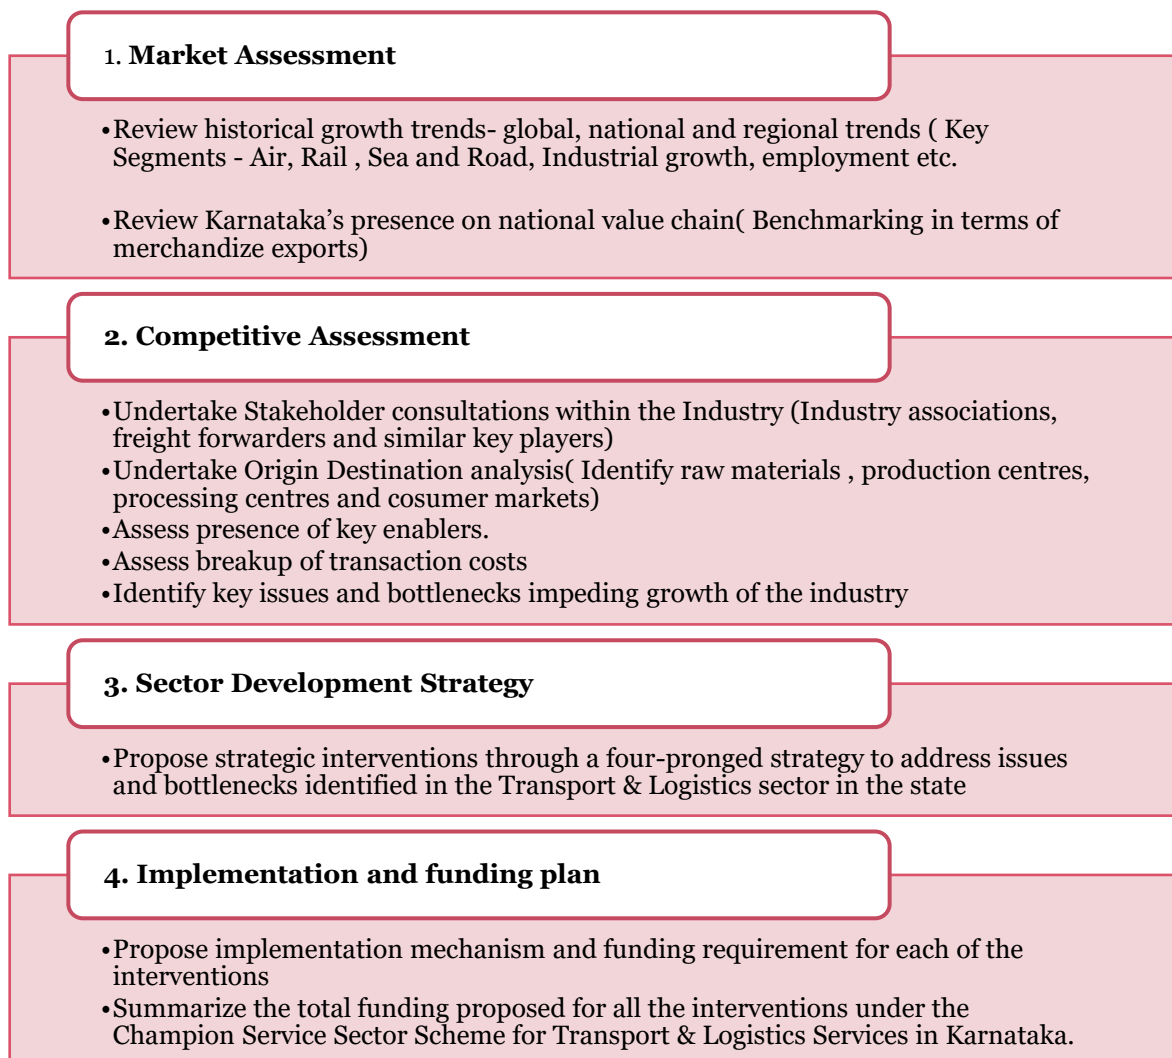 1. Market Assessment
•Review historical growth trends- global, national and regional trends ( Key
Segments - Air, Rail , Sea and Road, Industrial growth, employment etc.
•Review Karnataka’s presence on national value chain( Benchmarking in terms of
merchandize exports)
2. Competitive Assessment
•Undertake Stakeholder consultations within the Industry (Industry associations,
freight forwarders and similar key players)
•Undertake Origin Destination analysis( Identify raw materials , production centres,
processing centres and cosumer markets)
•Assess presence of key enablers.
•Assess breakup of transaction costs
•Identify key issues and bottlenecks impeding growth of the industry
3. Sector Development Strategy
•Propose strategic interventions through a four-pronged strategy to address issues
and bottlenecks identified in the Transport & Logistics sector in the state
4. Implementation and funding plan
•Propose implementation mechanism and funding requirement for each of the
interventions
•Summarize the total funding proposed for all the interventions under the
Champion Service Sector Scheme for Transport & Logistics Services in Karnataka.